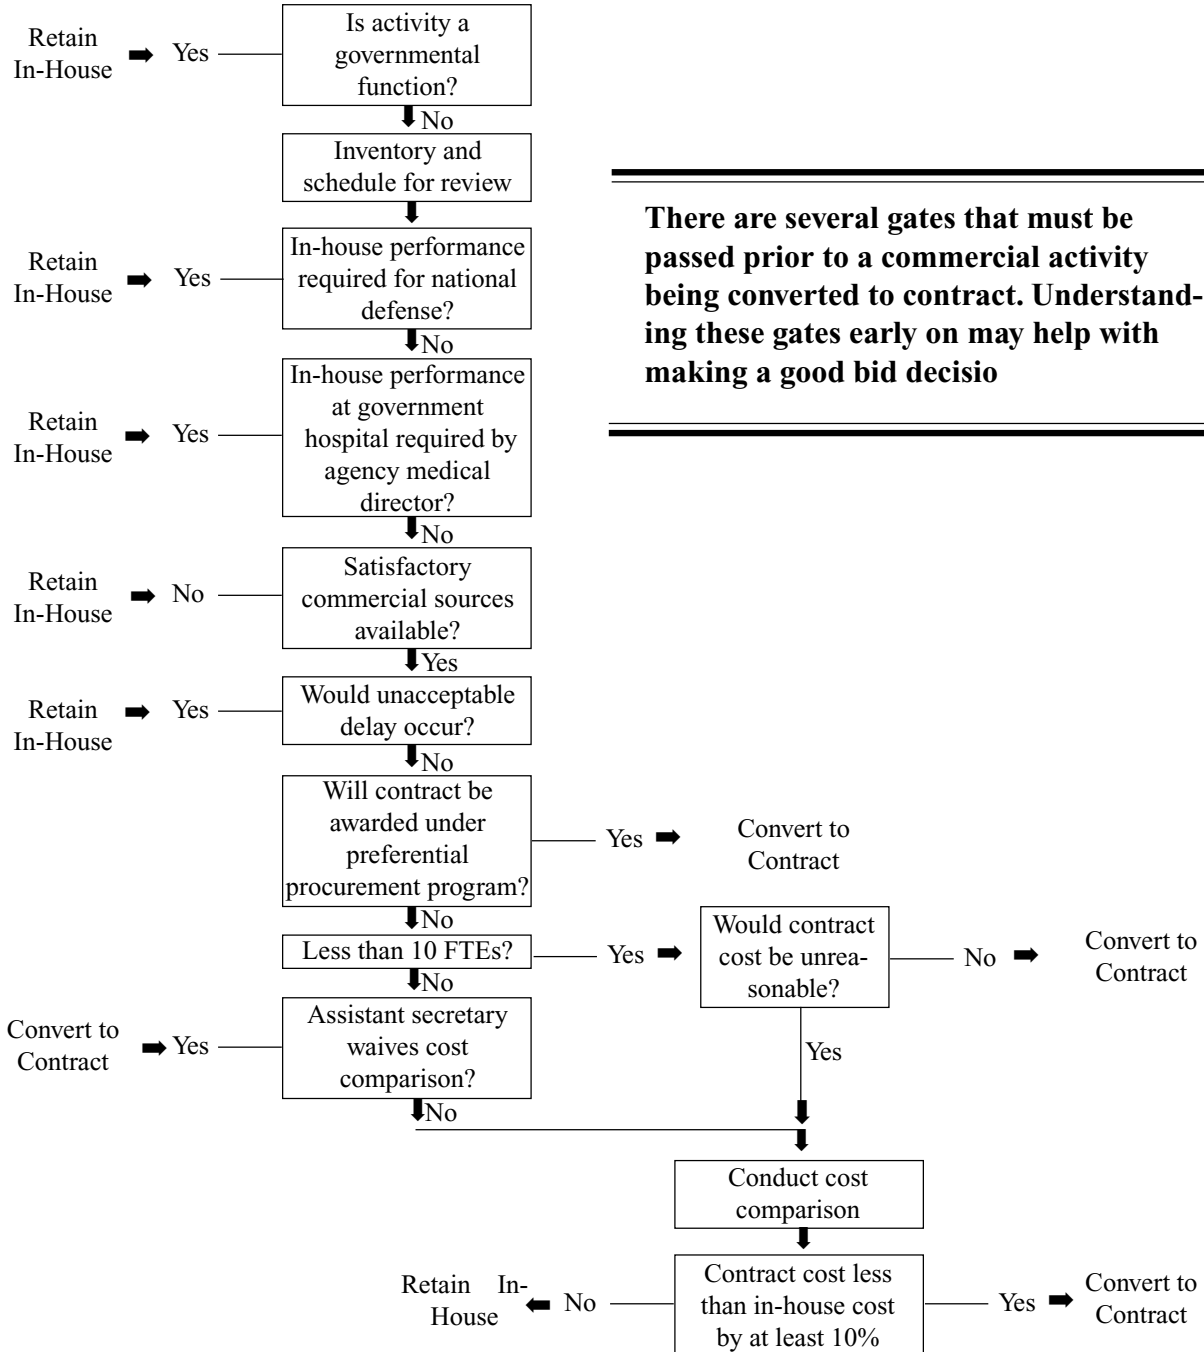 Is activity a
governmental
function?
Retain
In-House
Yes
No
Inventory and
schedule for review
There are several gates that must be
passed prior to a commercial activity
being converted to contract. Understand-
ing these gates early on may help with
making a good bid decisio
In-house performance
required for national
defense?
Retain
In-House
Yes
No
In-house performance
at government
hospital required by
agency medical
director?
Retain
In-House
Yes
No
Satisfactory
commercial sources
available?
Retain
In-House
No
Yes
Would unacceptable
delay occur?
Retain
In-House
Yes
No
Will contract be
awarded under
preferential
procurement program?
Yes
Convert to
Contract
No
Less than 10 FTEs?
Yes
Would contract
cost be unrea-
sonable?
No
Convert to
Contract
No
Assistant secretary
waives cost
comparison?
Convert to
Contract
Yes
Yes
No
Conduct cost
comparison
Contract cost less
than in-house cost
by at least 10%
Retain In-
House
No
Yes
Convert to
Contract